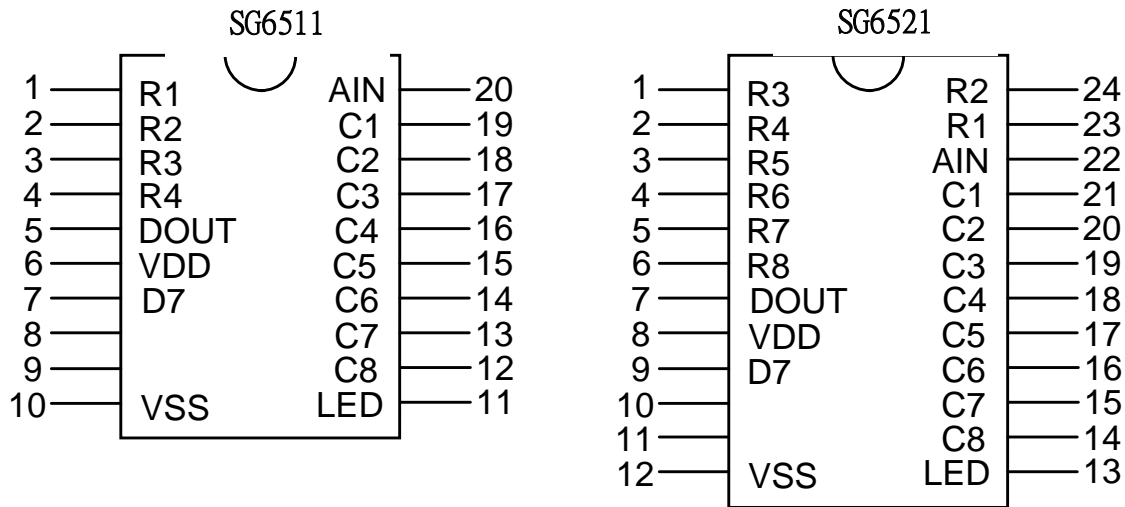 SG6511
1 R1 AIN 20
2 R2 C1 19
3 R3 C2 18
4 R4 C3 17
5 DOUT C4 16
6 VDD C5 15
7 D7 C6 14
8 C7 13
9 C8 12
10 VSS LED 11
SG6521
1 R3 R2 24
2 R4 R1 23
3 R5 AIN 22
4 R6 C1 21
5 R7 C2 20
6 R8 C3 19
7 DOUT C4 18
8 VDD C5 17
9 D7 C6 16
10 C7 15
11 C8 14
12 VSS LED 13